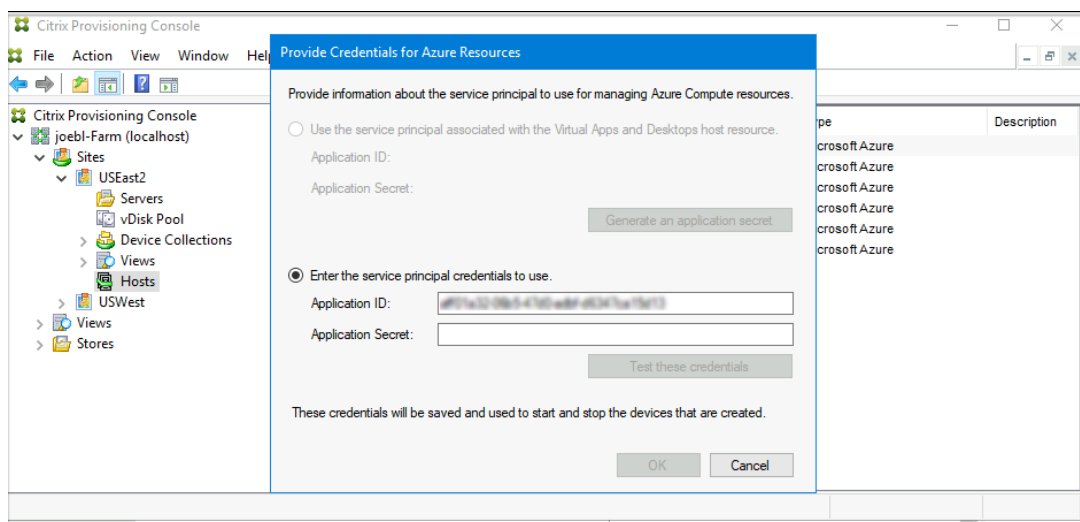 Citrix Provisioning Console
File Action View Window Hel
Citrix Provisioning Console
joebl-Farm (localhost)
Sites
USEast2
Servers
vDisk Pool
Device Collections
Views
Hosts
USWest
Views
Stores
Provide Credentials for Azure Resources
Provide information about the service principal to use for managing Azure Compute resources.
Use the service principal associated with the Virtual Apps and Desktops host resource.
Application ID:
Application Secret:
Generate an application secret
Enter the service principal credentials to use.
Application ID:
Application Secret:
Test these credentials
These credentials will be saved and used to start and stop the devices that are created.
OK Cancel
pe Description
crosoft Azure
crosoft Azure
crosoft Azure
crosoft Azure
crosoft Azure
crosoft Azure